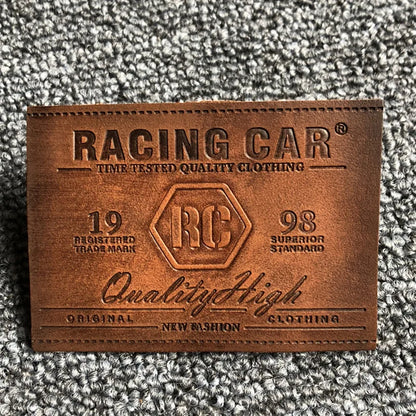 RACING CAR®
TIME TESTED QUALITY CLOTHING
19 RC 98
REGISTERED SUPERIOR
TRADE MARK STANDARD
Quality High
ORIGINAL CLOTHING
NEW FASHION